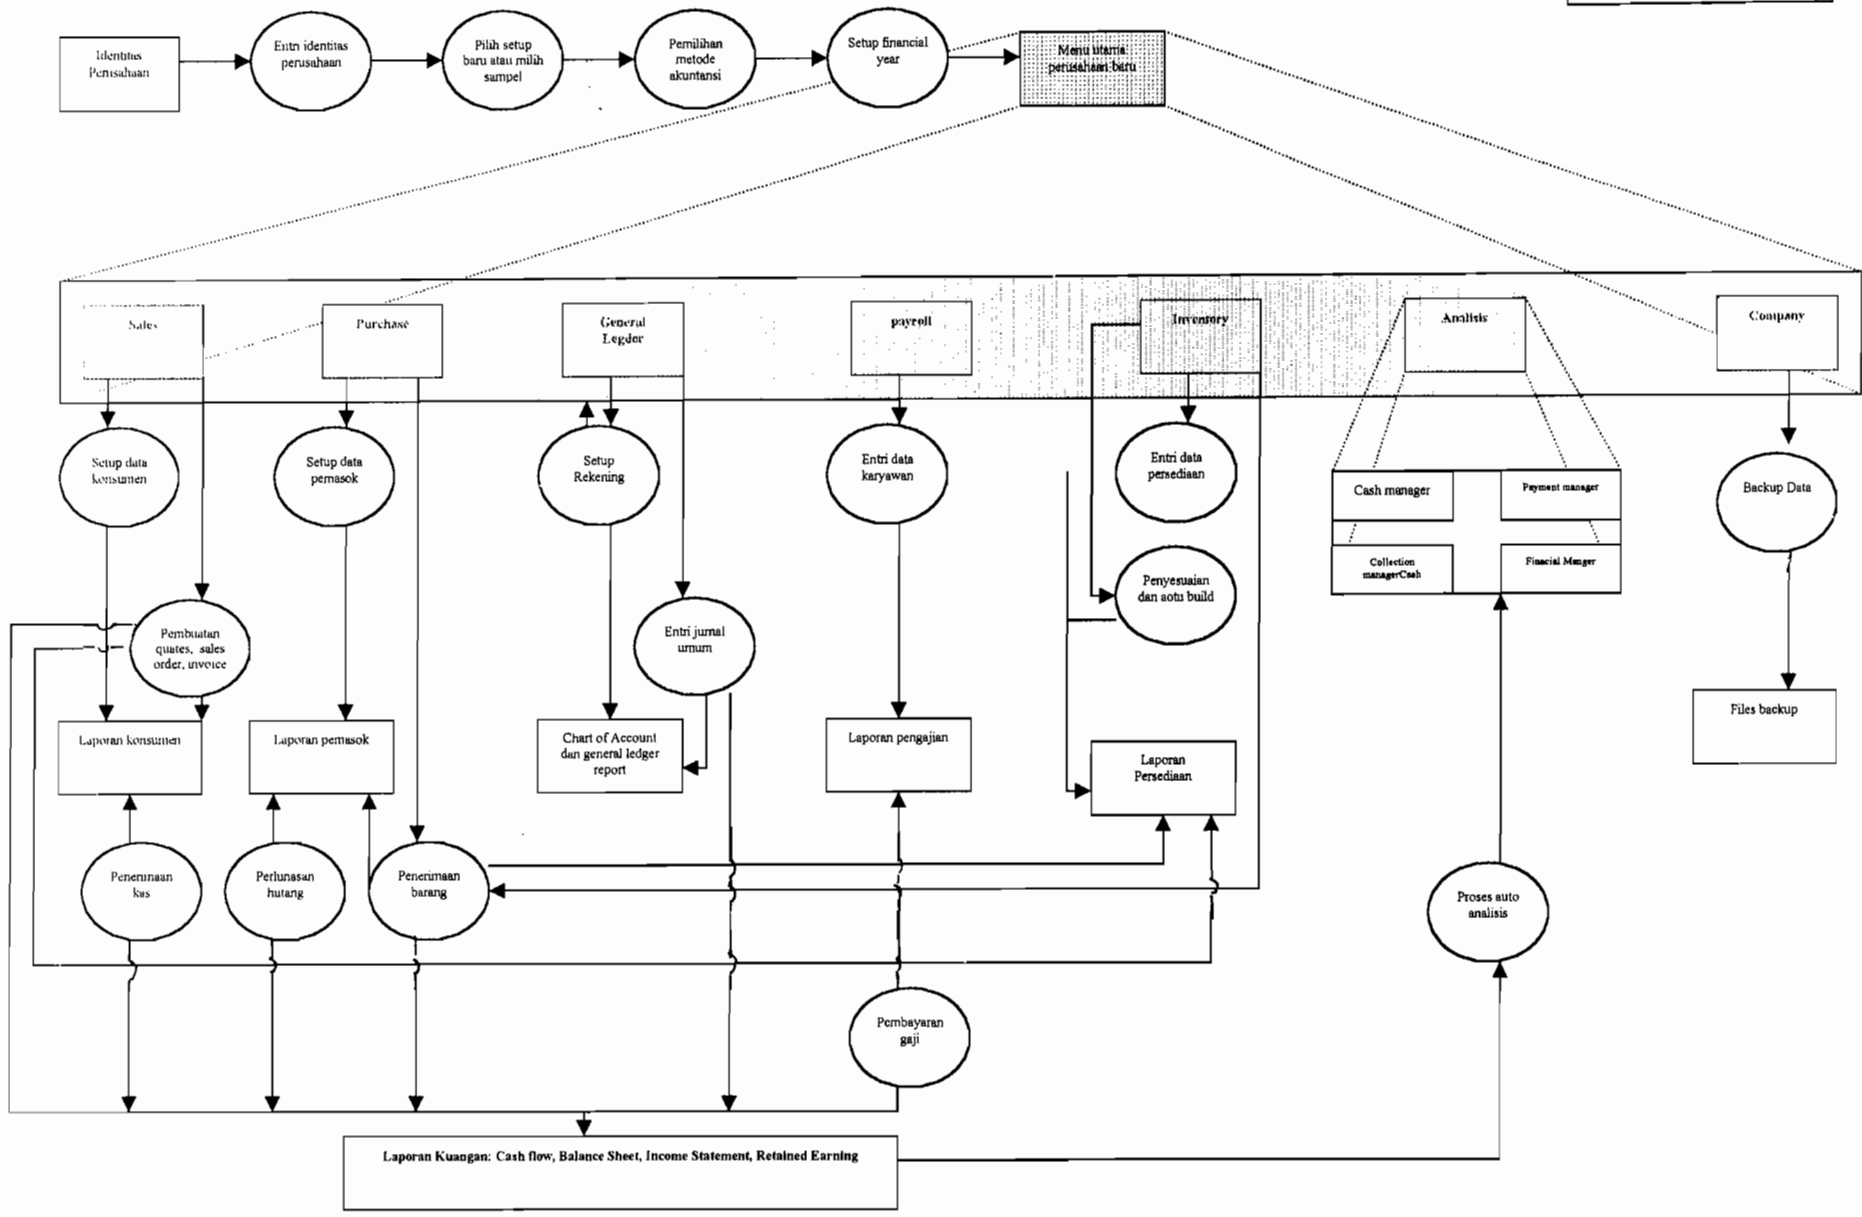 Identitas
Perusahaan
Entri identitas
perusahaan
Pilih setup
baru atau milih
sampel
Pemilihan
metode
akuntansi
Setup financial
year
Menu utama
perusahaan baru
Sales
Purchase
General
Legder
payroll
Inventory
Analisis
Company
Setup data
konsumen
Setup data
pemasok
Setup
Rekening
Entri data
karyawan
Entri data
persediaan
Cash manager
Payment manager
Backup Data
Collection
managerCash
Finacial Manger
Penyesuaian
dan aotu build
Pembuatan
quates, sales
order, invoice
Entri jurnal
umum
Laporan konsumen
Laporan pemasok
Chart of Account
dan general ledger
report
Laporan pengajian
Laporan
Persediaan
Files backup
Penerimaan
kas
Perlunasan
hutang
Penerimaan
barang
Proses auto
analisis
Pembayaran
gaji
Laporan Kuangan: Cash flow, Balance Sheet, Income Statement, Retained Earning